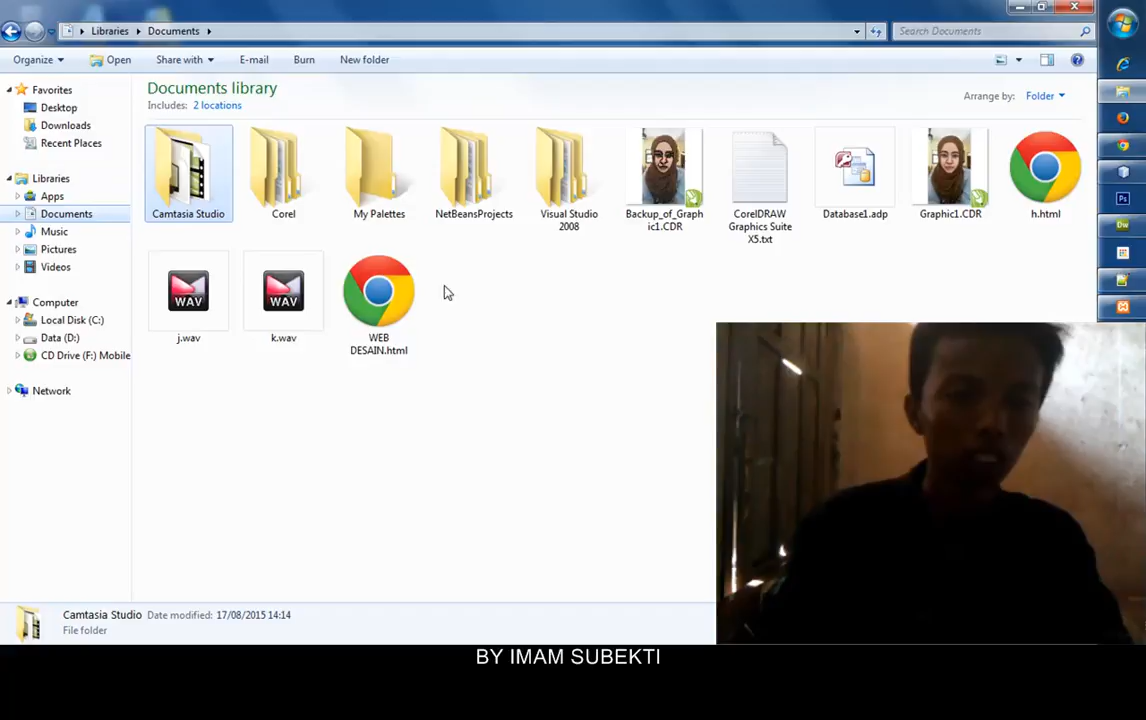 Libraries
Documents
Search Documents
Organize
Open
Share with
E-mail
Burn
New folder
Favorites
Desktop
Downloads
Recent Places
Libraries
Apps
Documents
Music
Pictures
Videos
Computer
Local Disk (C:)
Data (D:)
CD Drive (F:) Mobile
Network
Documents library
Includes: 2 locations
Arrange by: Folder
Camtasia Studio
Corel
My Palettes
NetBeansProjects
Visual Studio
2008
Backup_of_Graph
ic1.CDR
CorelDRAW
Graphics Suite
X5.txt
Database1.adp
Graphic1.CDR
h.html
WAV
j.wav
WAV
k.wav
WEB
DESAIN.html
Ps
Dw
Camtasia Studio Date modified: 17/08/2015 14:14
File folder
BY IMAM SUBEKTI